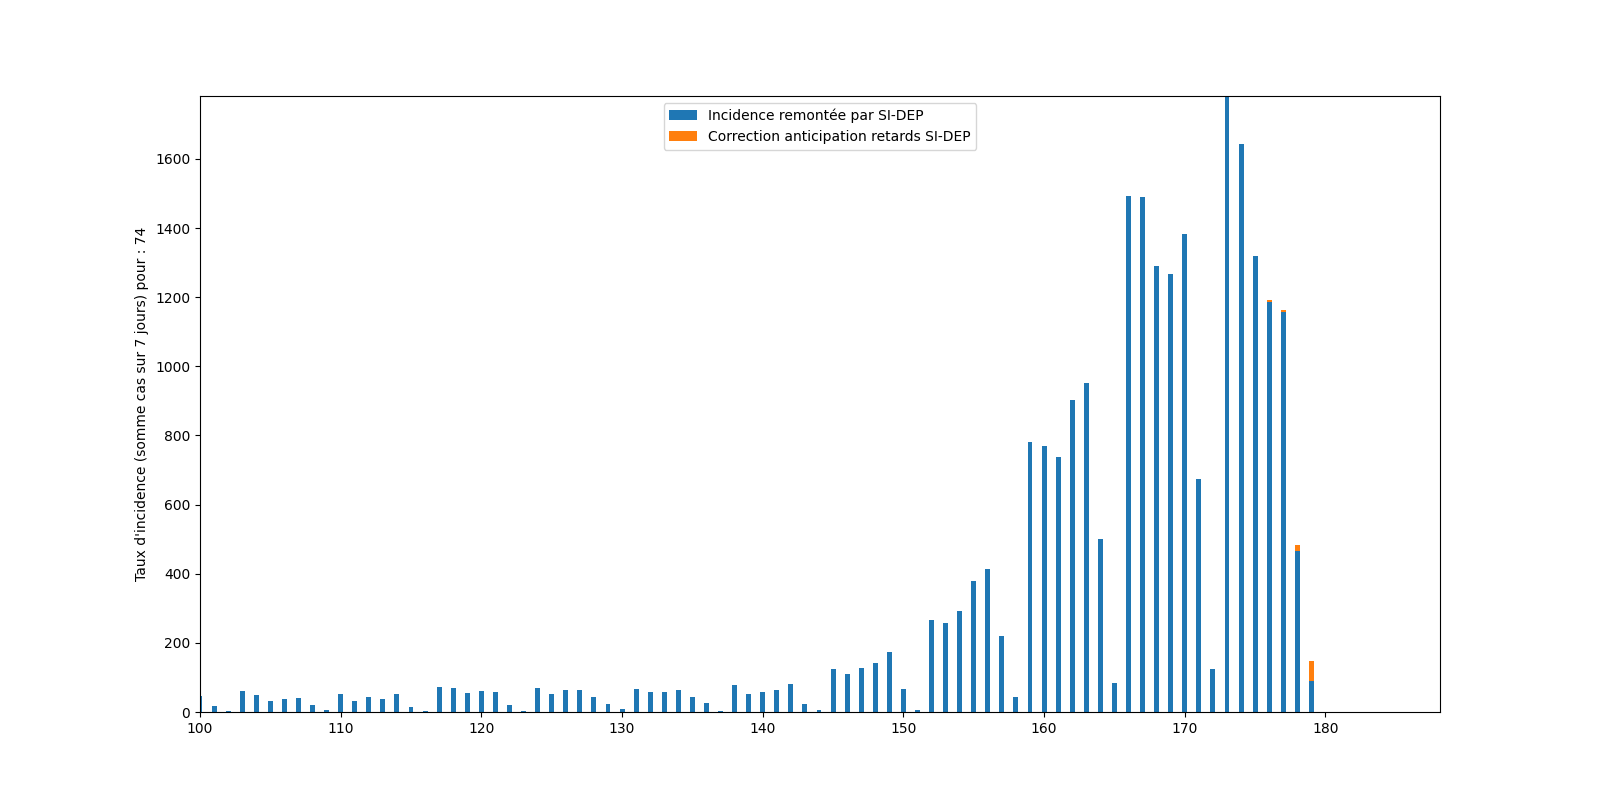 Incidence remontée par SI-DEP
Correction anticipation retards SI-DEP
Taux d'incidence (somme cas sur 7 jours) pour : 74
1600
1400
1200
1000
800
600
400
200
0
100 110 120 130 140 150 160 170 180